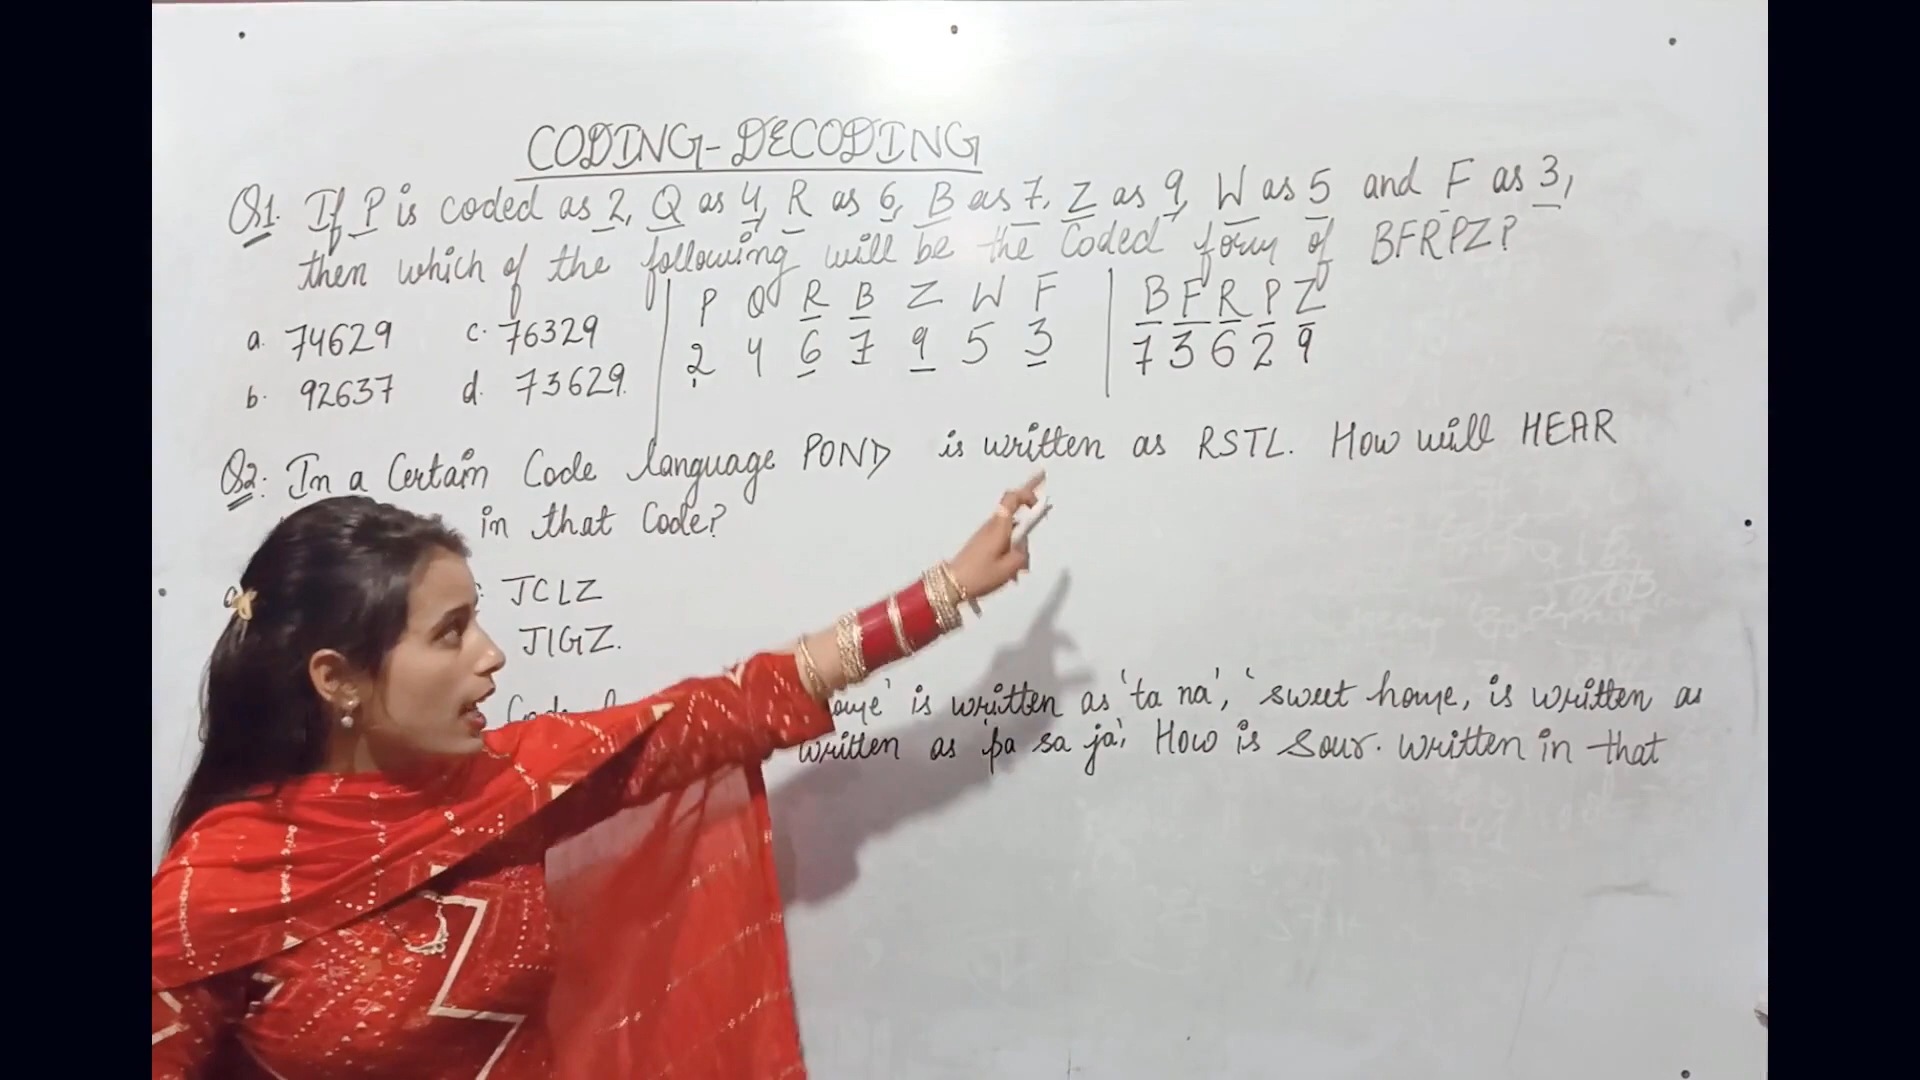 CODING-DECODING
Q1. If P is coded as 2, Q as 4, R as 6, B as 7, Z as 9, W as 5 and F as 3,
then which of the following will be the Coded form of BFRPZ?
a. 74629 c. 76329
b. 92637 d. 73629.
P Q R B Z W F
2 4 6 7 9 5 3
B F R P Z
7 3 6 2 9
Q2: In a Certain Code language POND is written as RSTL. How will HEAR
in that Code?
JCLZ
JIGZ.
Code
is written as 'ta na', 'sweet home, is written as
written as 'pa sa ja', How is Sour. written in that